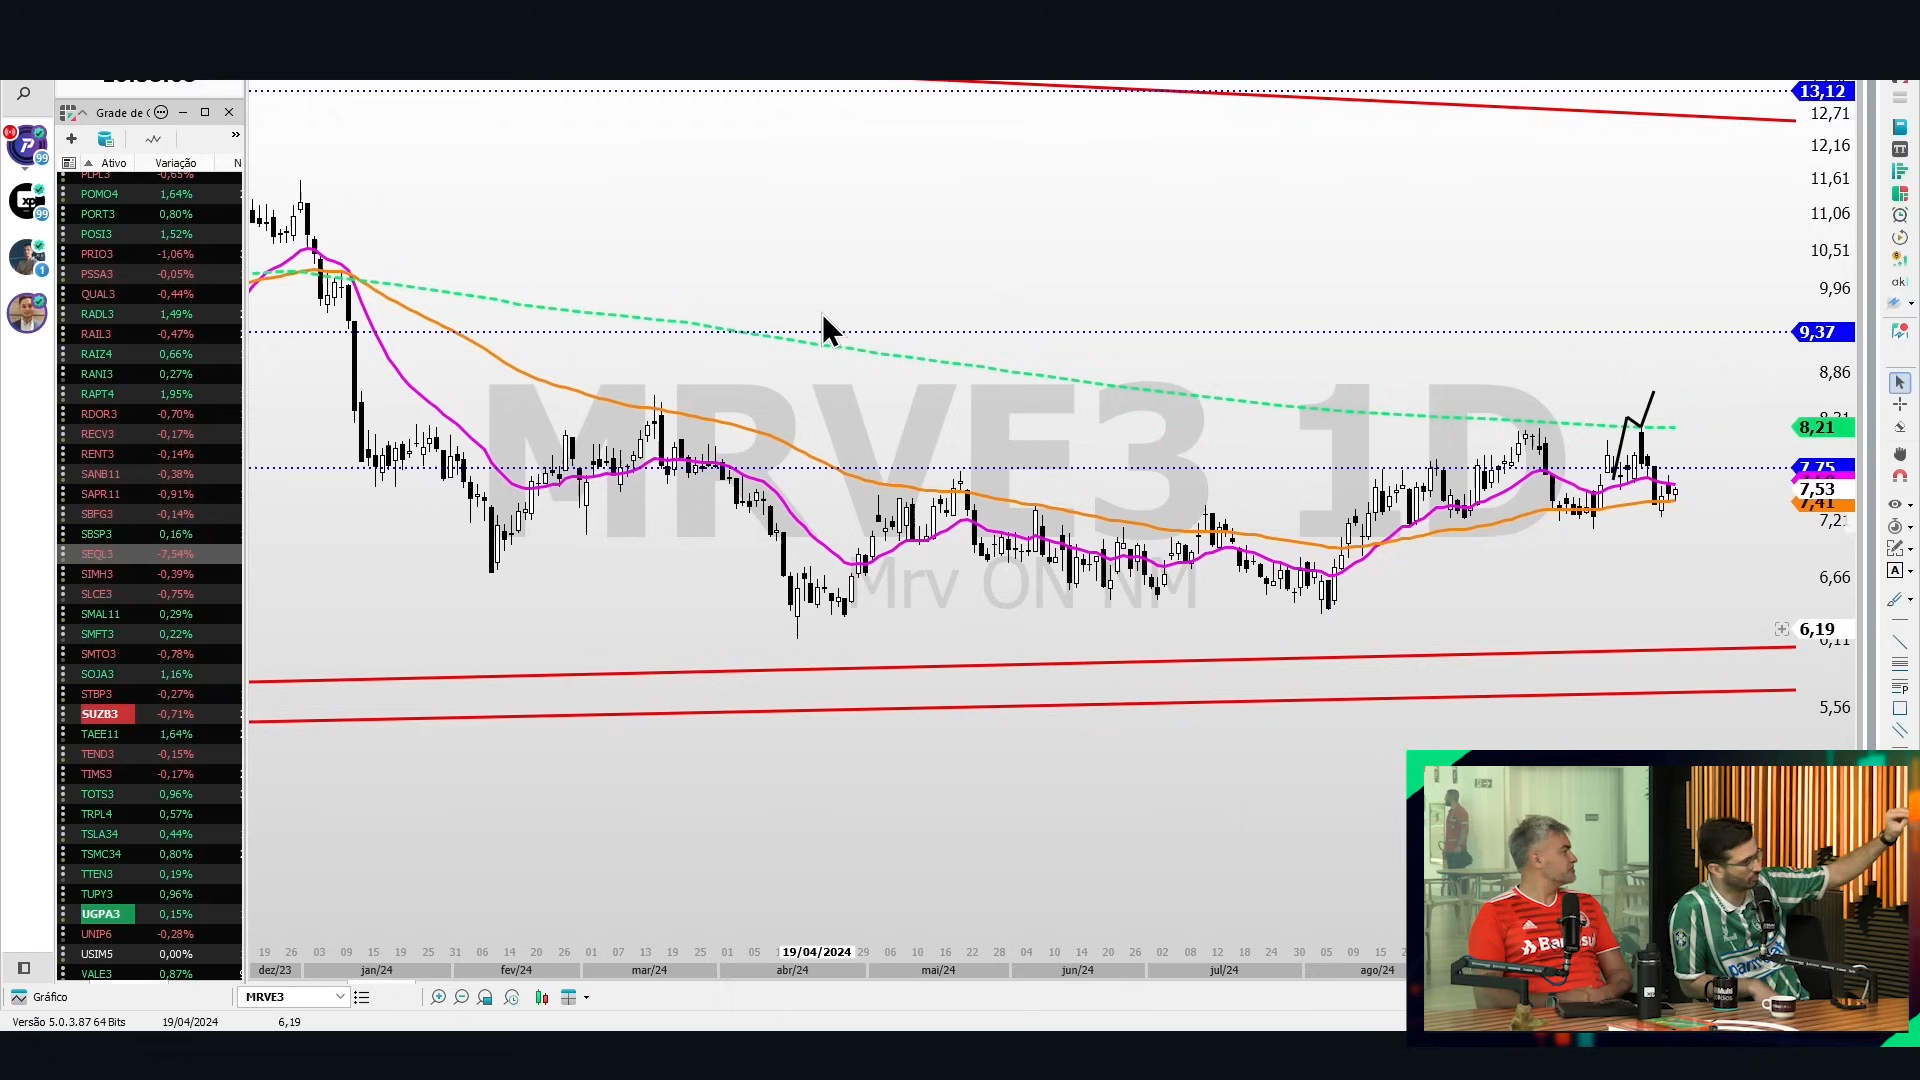 Grade de C
Ativo Variação N
PLPL3 -0,65%
POMO4 1,64%
PORT3 0,80%
POSI3 1,52%
PRIO3 -1,06%
PSSA3 -0,05%
QUAL3 -0,44%
RADL3 1,49%
RAIL3 -0,47%
RAIZ4 0,66%
RANI3 0,27%
RAPT4 1,95%
RDOR3 -0,70%
RECV3 -0,17%
RENT3 -0,14%
SANB11 -0,38%
SAPR11 -0,91%
SBFG3 -0,14%
SBSP3 0,16%
SEQL3 -7,54%
SIMH3 -0,39%
SLCE3 -0,75%
SMAL11 0,29%
SMFT3 0,22%
SMTO3 -0,78%
SOJA3 1,16%
STBP3 -0,27%
SUZB3 -0,71%
TAEE11 1,64%
TEND3 -0,15%
TIMS3 -0,17%
TOTS3 0,96%
TRPL4 0,57%
TSLA34 0,44%
TSMC34 0,80%
TTEN3 0,19%
TUPY3 0,96%
UGPA3 0,15%
UNIP6 -0,28%
USIM5 0,00%
VALE3 0,87%
99
xp
99
1
MRVE3 1D
Mrv ON NM
13,12
12,71
12,16
11,61
11,06
10,51
9,96
9,37
8,86
8,21
7,75
7,53
7,41
7,21
6,66
6,19
6,11
5,56
19 26 03 09 15 19 25 31 06 14 20 26 01 07 13 19 25 01 05 19/04/2024 29 06 10 16 22 28 04 10 14 20 26 02 08 12 18 24 30 05 09 15
dez/23 jan/24 fev/24 mar/24 abr/24 mai/24 jun/24 jul/24 ago/24
Gráfico MRVE3
Versão 5.0.3.87 64 Bits 19/04/2024 6,19